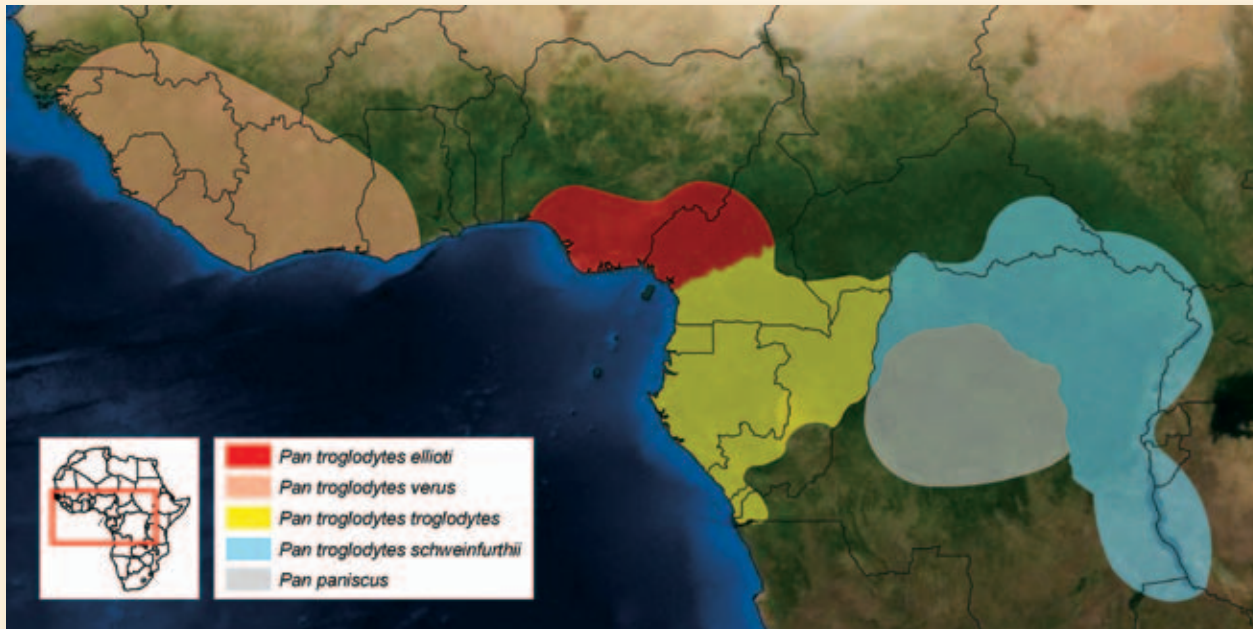 Pan troglodytes ellioti
Pan troglodytes verus
Pan troglodytes troglodytes
Pan troglodytes schweinfurthii
Pan paniscus